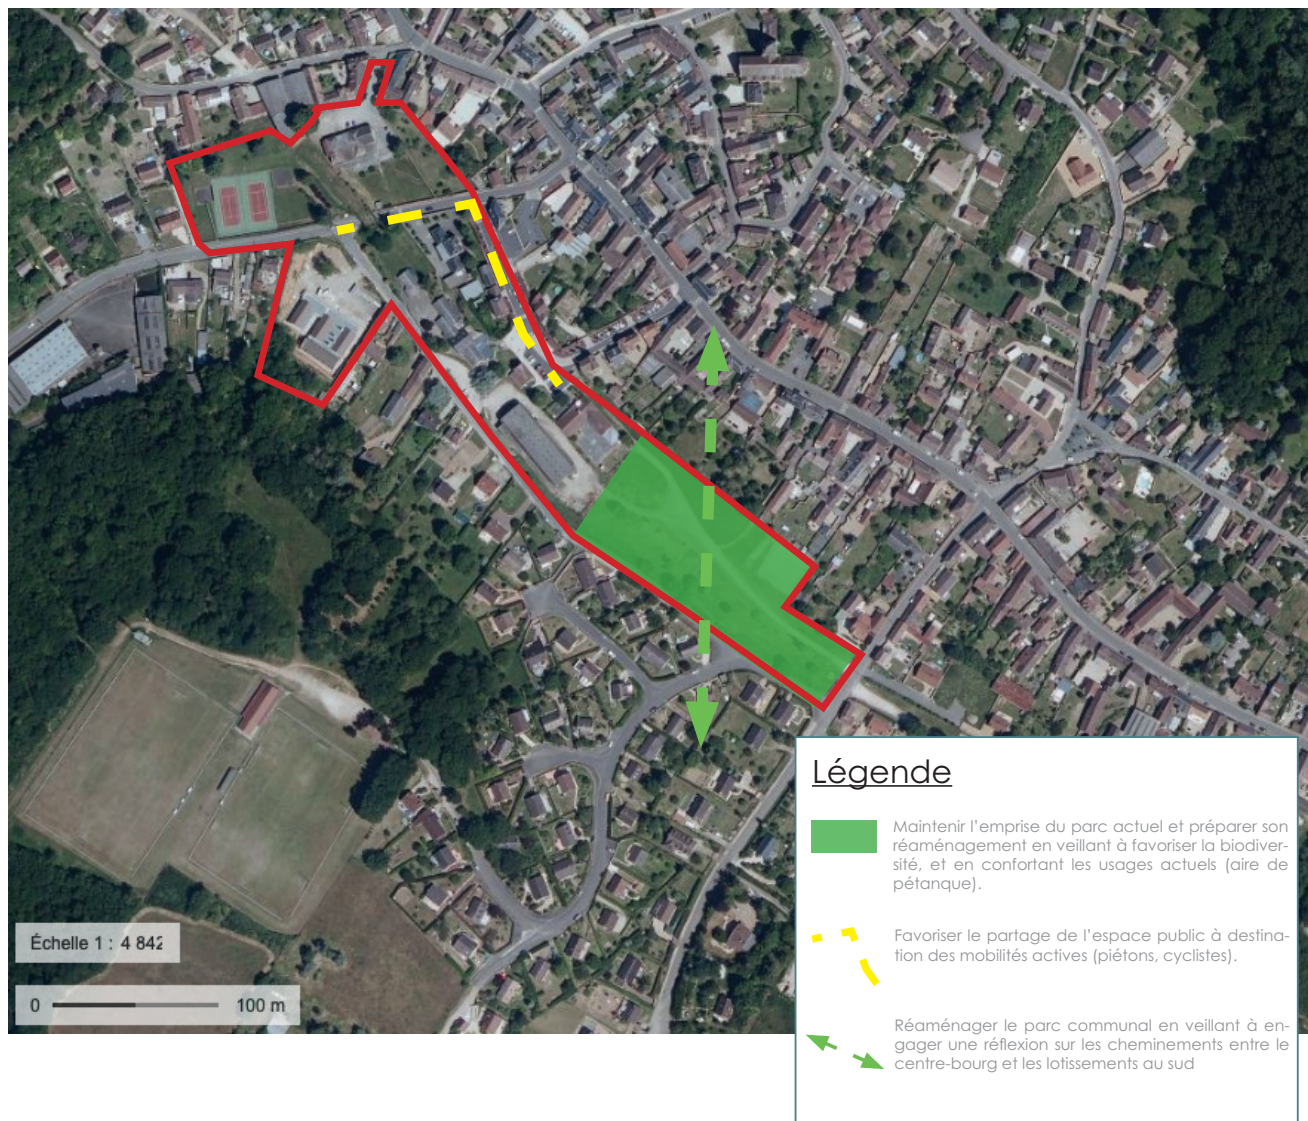 Légende
Maintenir l'emprise du parc actuel et préparer son
réaménagement en veillant à favoriser la biodiver-
sité, et en confortant les usages actuels (aire de
pétanque).
Favoriser le partage de l'espace public à destina-
tion des mobilités actives (piétons, cyclistes).
Réaménager le parc communal en veillant à en-
gager une réflexion sur les cheminements entre le
centre-bourg et les lotissements au sud
Échelle 1 : 4 842
0 100 m